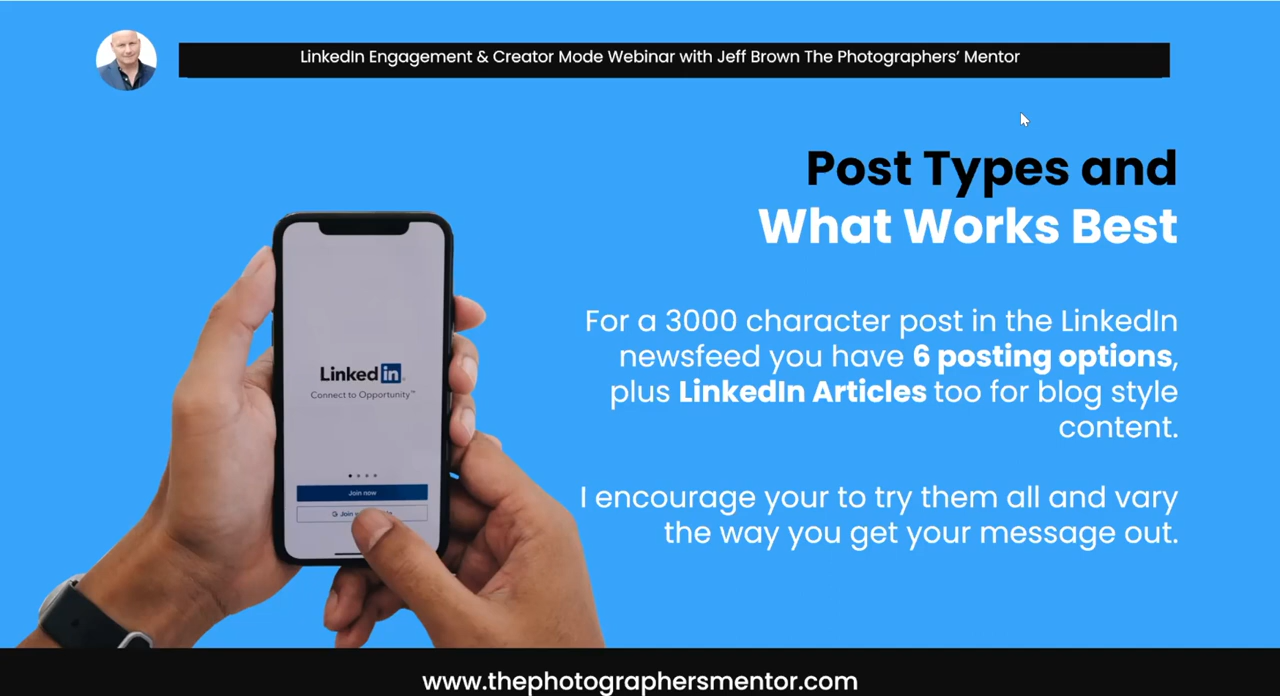 LinkedIn Engagement & Creator Mode Webinar with Jeff Brown The Photographers’ Mentor
Post Types and
What Works Best
For a 3000 character post in the LinkedIn
newsfeed you have 6 posting options,
plus LinkedIn Articles too for blog style
content.
I encourage your to try them all and vary
the way you get your message out.
Linked in
Connect to Opportunity™
Join now
Join
www.thephotographersmentor.com